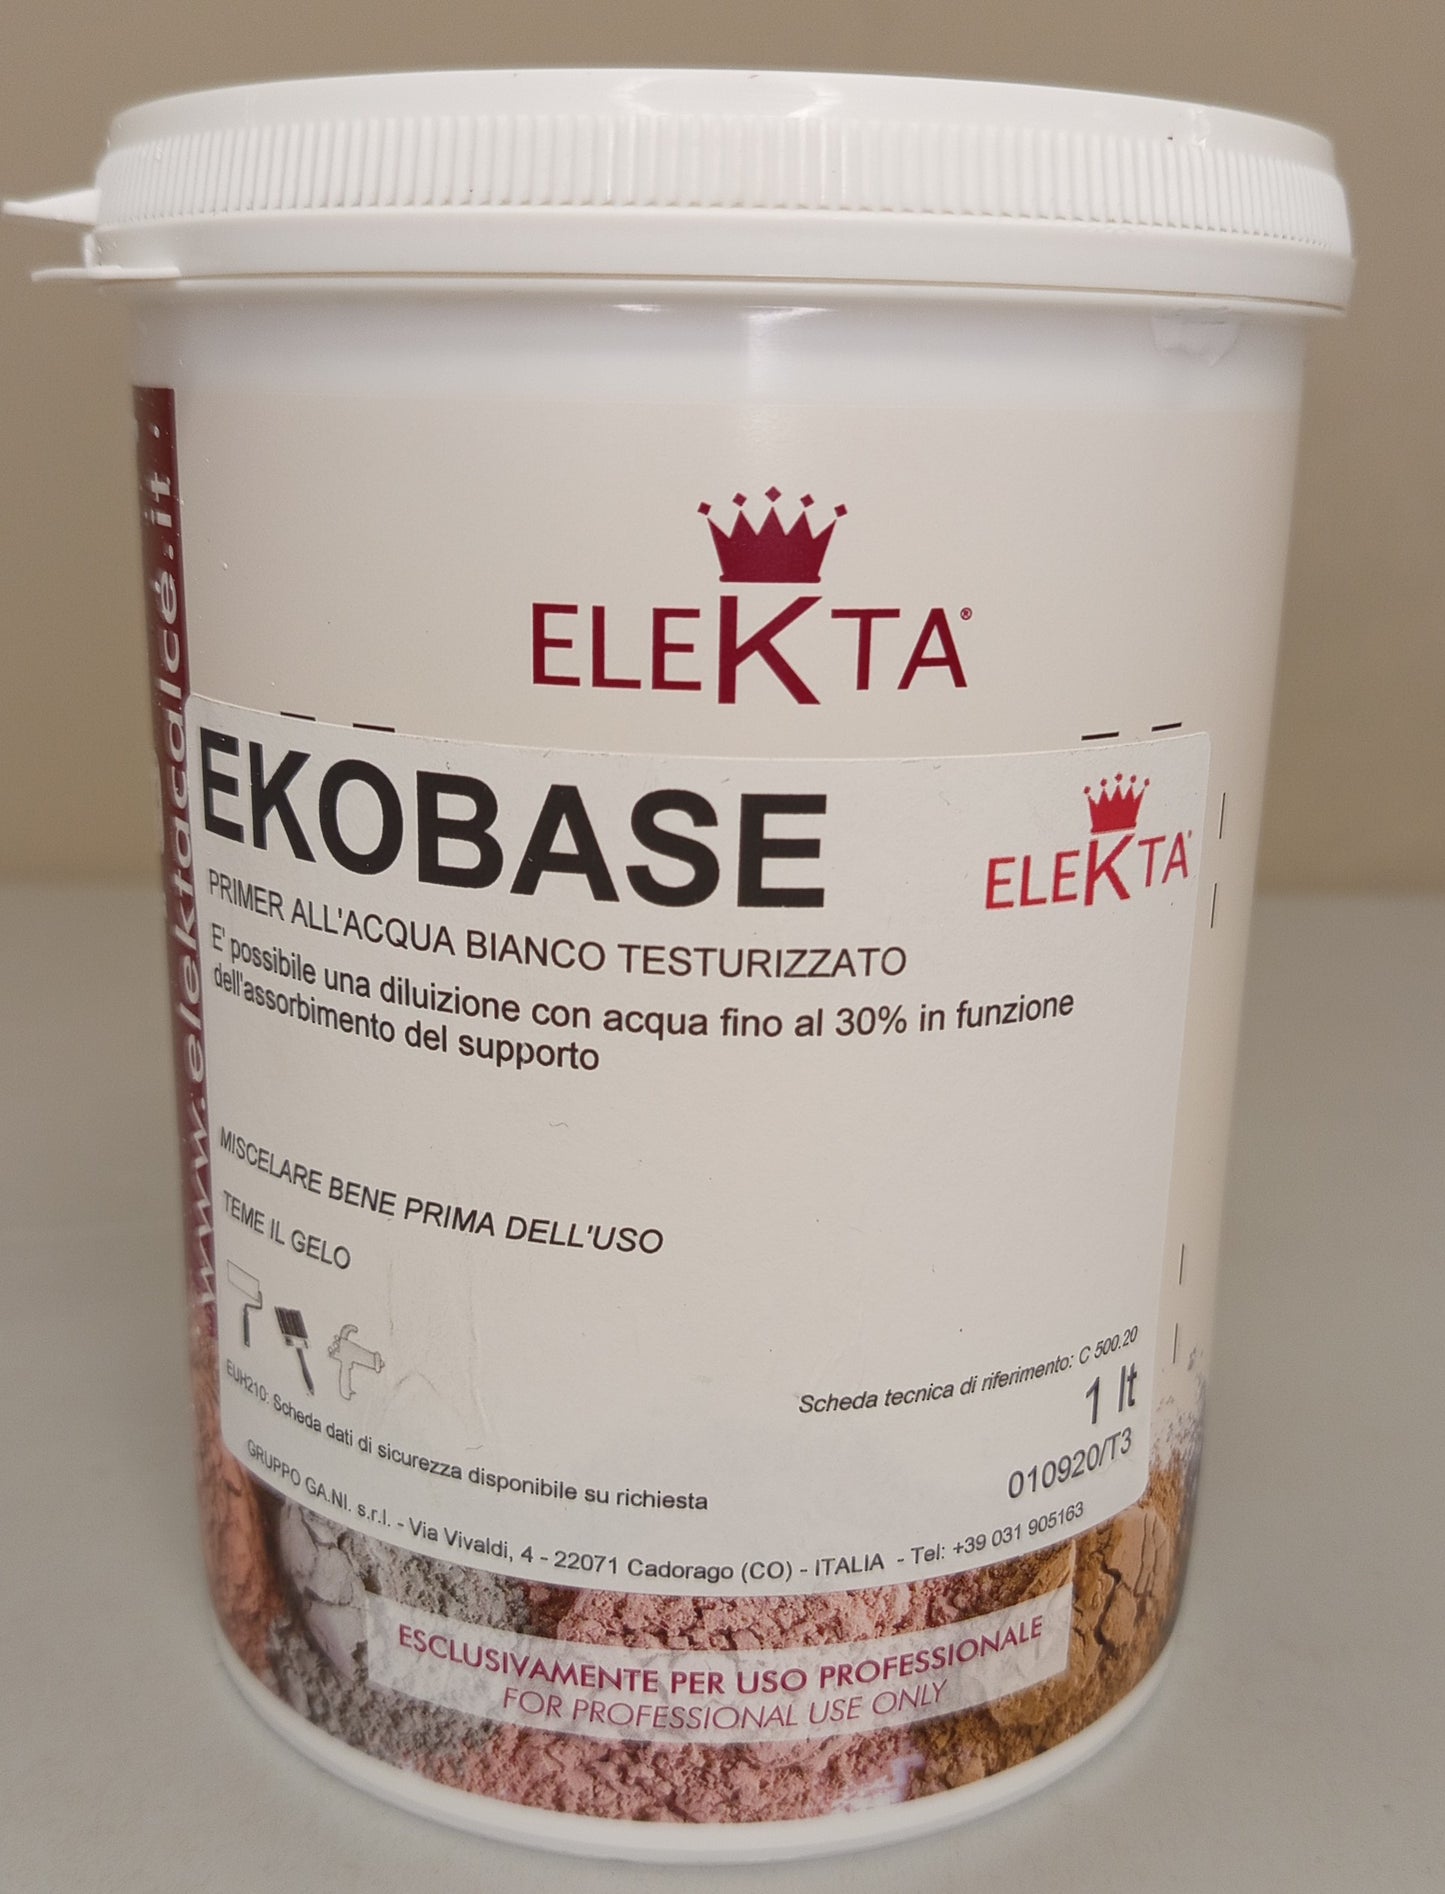 ELEKTA®
www.elektacalce.it
EKOBASE
ELEKTA
PRIMER ALL'ACQUA BIANCO TESTURIZZATO
E' possibile una diluizione con acqua fino al 30% in funzione
dell'assorbimento del supporto
MISCELARE BENE PRIMA DELL'USO
TEME IL GELO
Scheda tecnica di riferimento: C 500.20
1 lt
010920/T3
EUH210: Scheda dati di sicurezza disponibile su richiesta
GRUPPO GA.NI. s.r.l. - Via Vivaldi, 4 - 22071 Cadorago (CO) - ITALIA - Tel: +39 031 905163
ESCLUSIVAMENTE PER USO PROFESSIONALE
FOR PROFESSIONAL USE ONLY